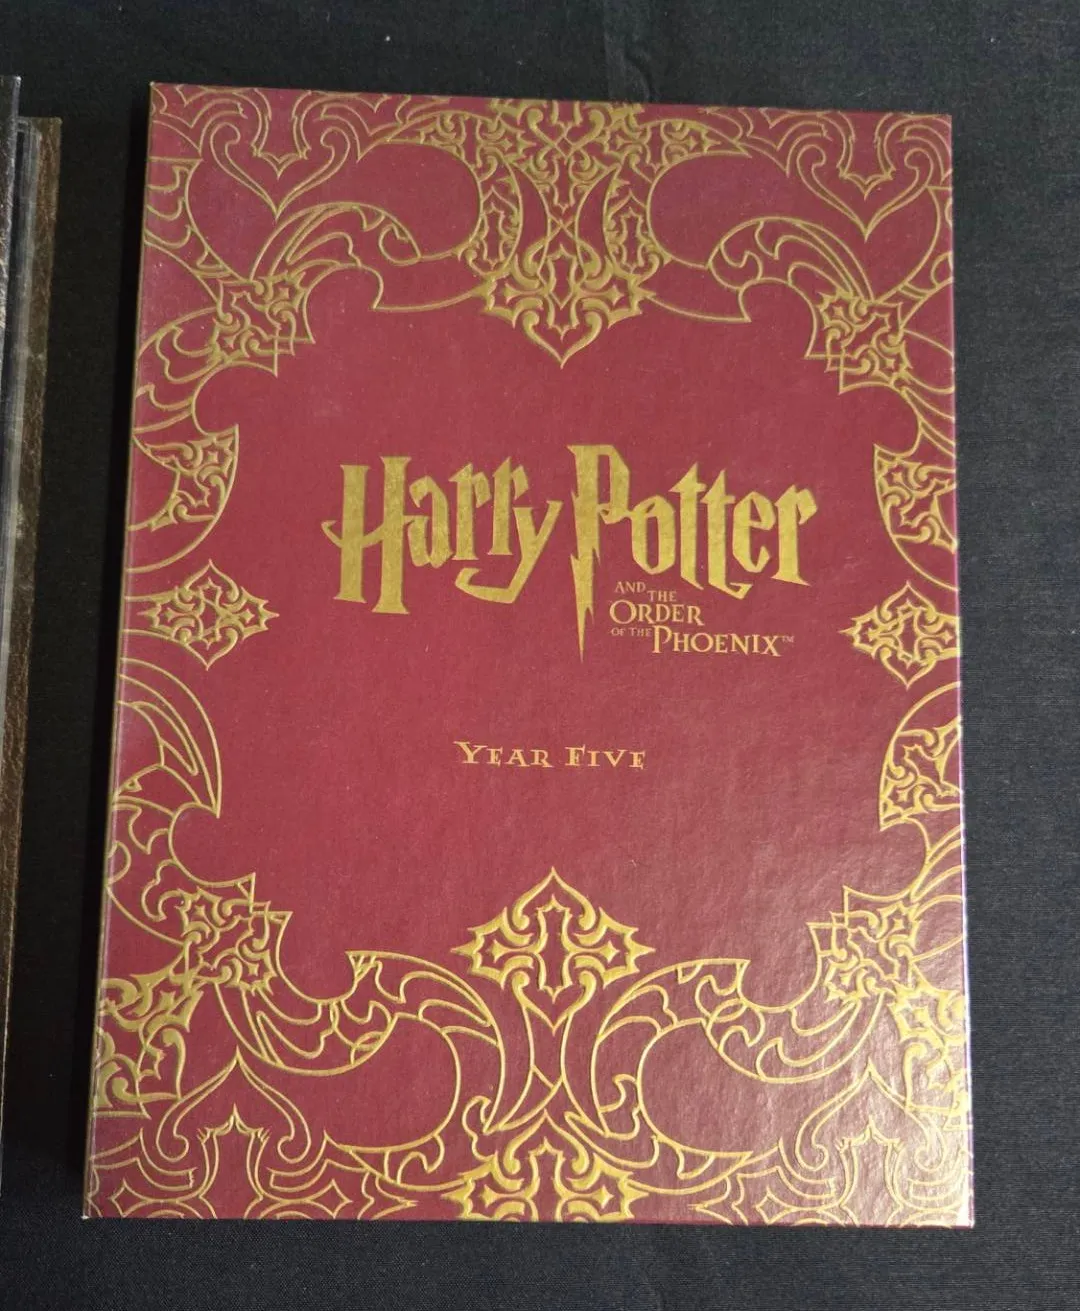 Harry Potter
AND THE
ORDER
OF THE PHOENIX™
YEAR FIVE